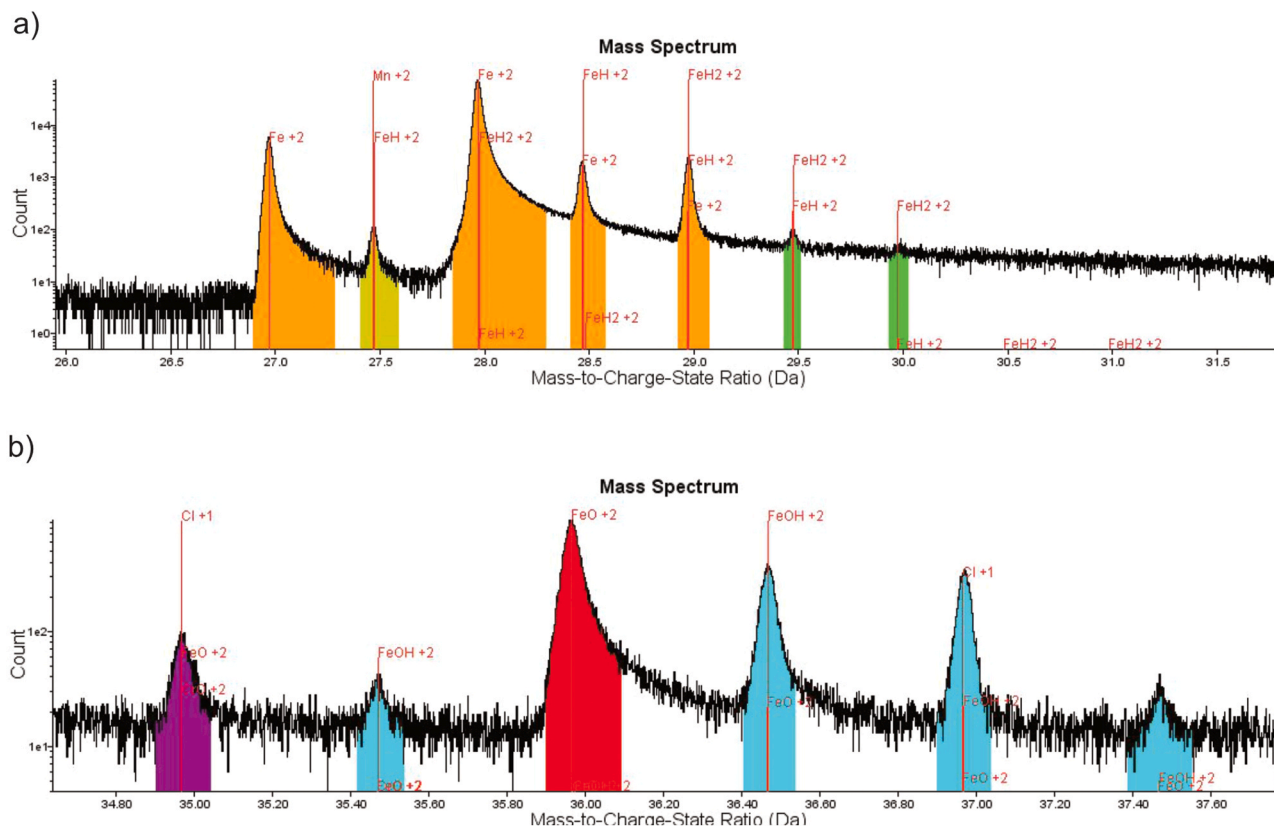 a)
Mass Spectrum
Mn +2 Fe +2 FeH +2 FeH2 +2
1e4 Fe +2 FeH +2 FeH2 +2
Fe +2 FeH +2 FeH2 +2
1e3
FeH +2 FeH2 +2
Fe +2
1e2
1e1
1e0
FeH +2 FeH2 +2 FeH +2 FeH2 +2 FeH2 +2
Count
26.0 26.5 27.0 27.5 28.0 28.5 29.0 29.5 30.0 30.5 31.0 31.5
Mass-to-Charge-State Ratio (Da)
b)
Mass Spectrum
Cl +1 FeO +2 FeOH +2
Cl +1
1e2
FeO +2 FeOH +2
FeO +2 FeOH +2
1e1
FeO +2 FeO +2 FeOH +2
FeO +2
Count
34.80 35.00 35.20 35.40 35.60 35.80 36.00 36.20 36.40 36.60 36.80 37.00 37.20 37.40 37.60
Mass-to-Charge-State Ratio (Da)